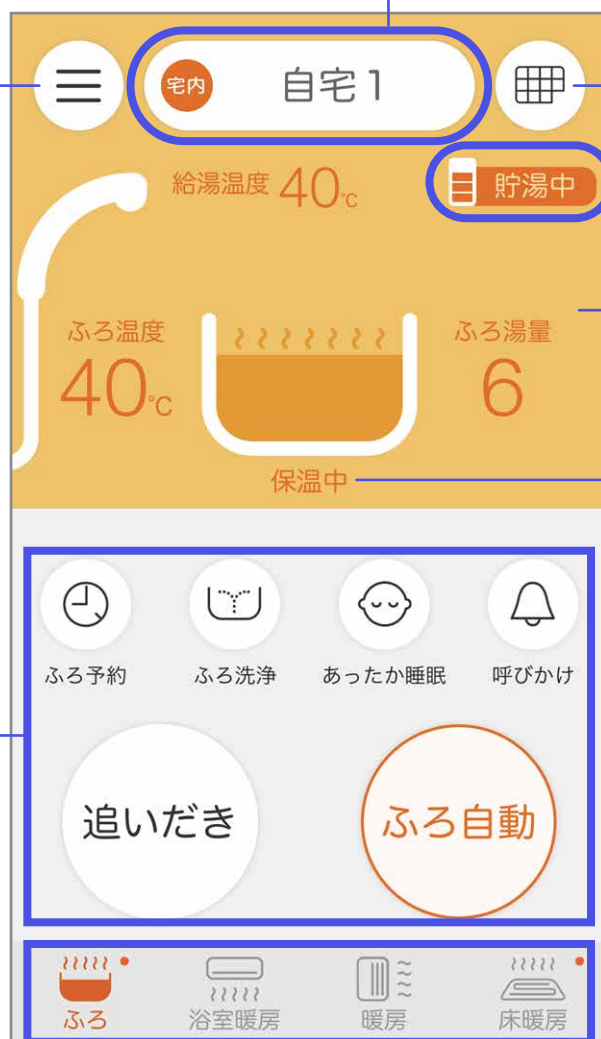 宅内 自宅1
給湯温度 40℃
貯湯中
ふろ温度
40℃
ふろ湯量
6
保温中
ふろ予約 ふろ洗浄 あったか睡眠 呼びかけ
追いだき ふろ自動
ふろ 浴室暖房 暖房 床暖房